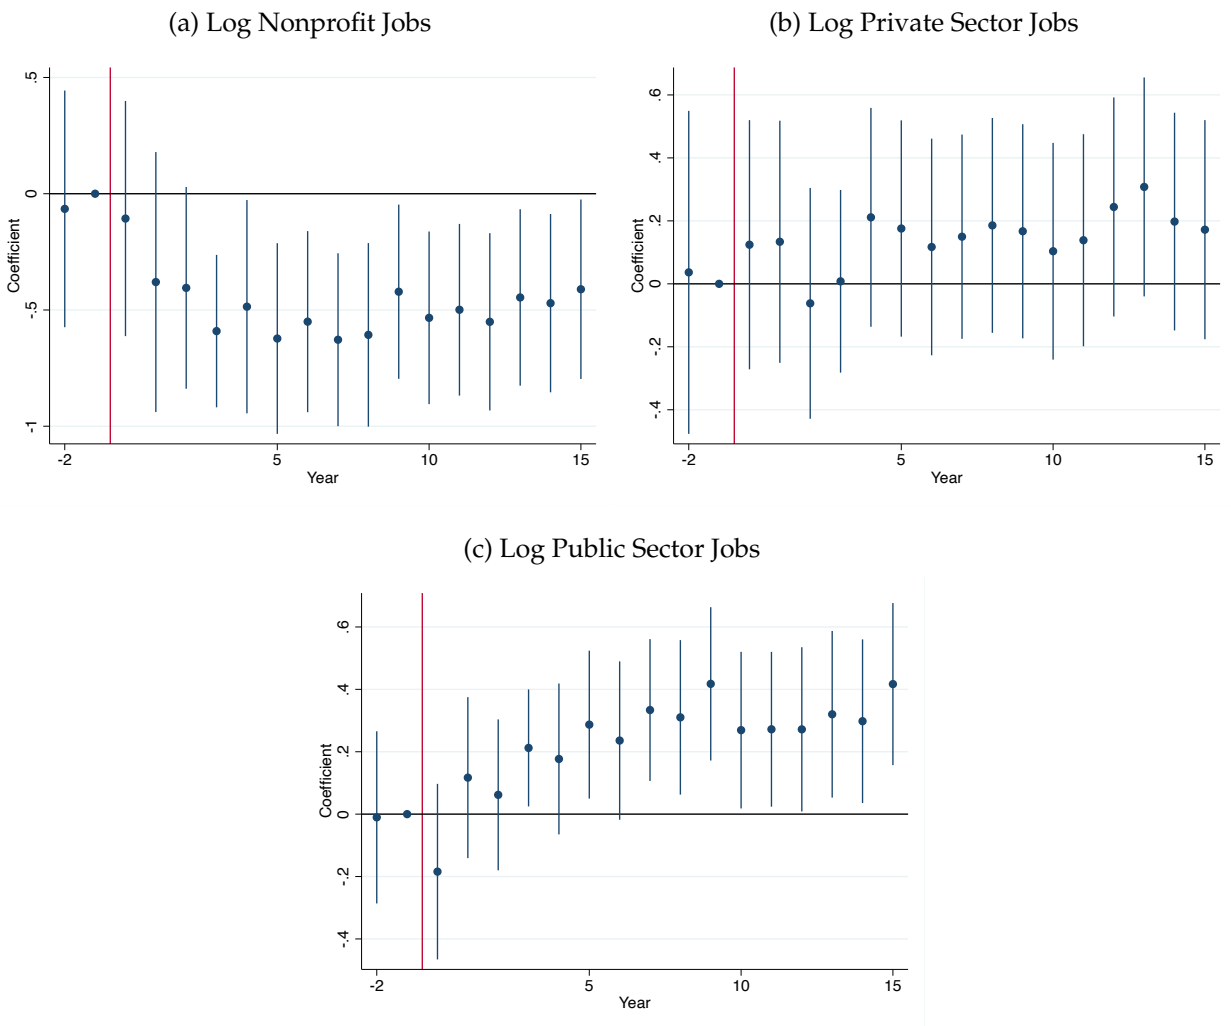 (a) Log Nonprofit Jobs
.5
0
-.5
-1
Coefficient
-2 5 10 15
Year
(b) Log Private Sector Jobs
.6
.4
.2
0
-.2
-.4
Coefficient
-2 5 10 15
Year
(c) Log Public Sector Jobs
.6
.4
.2
0
-.2
-.4
Coefficient
-2 5 10 15
Year